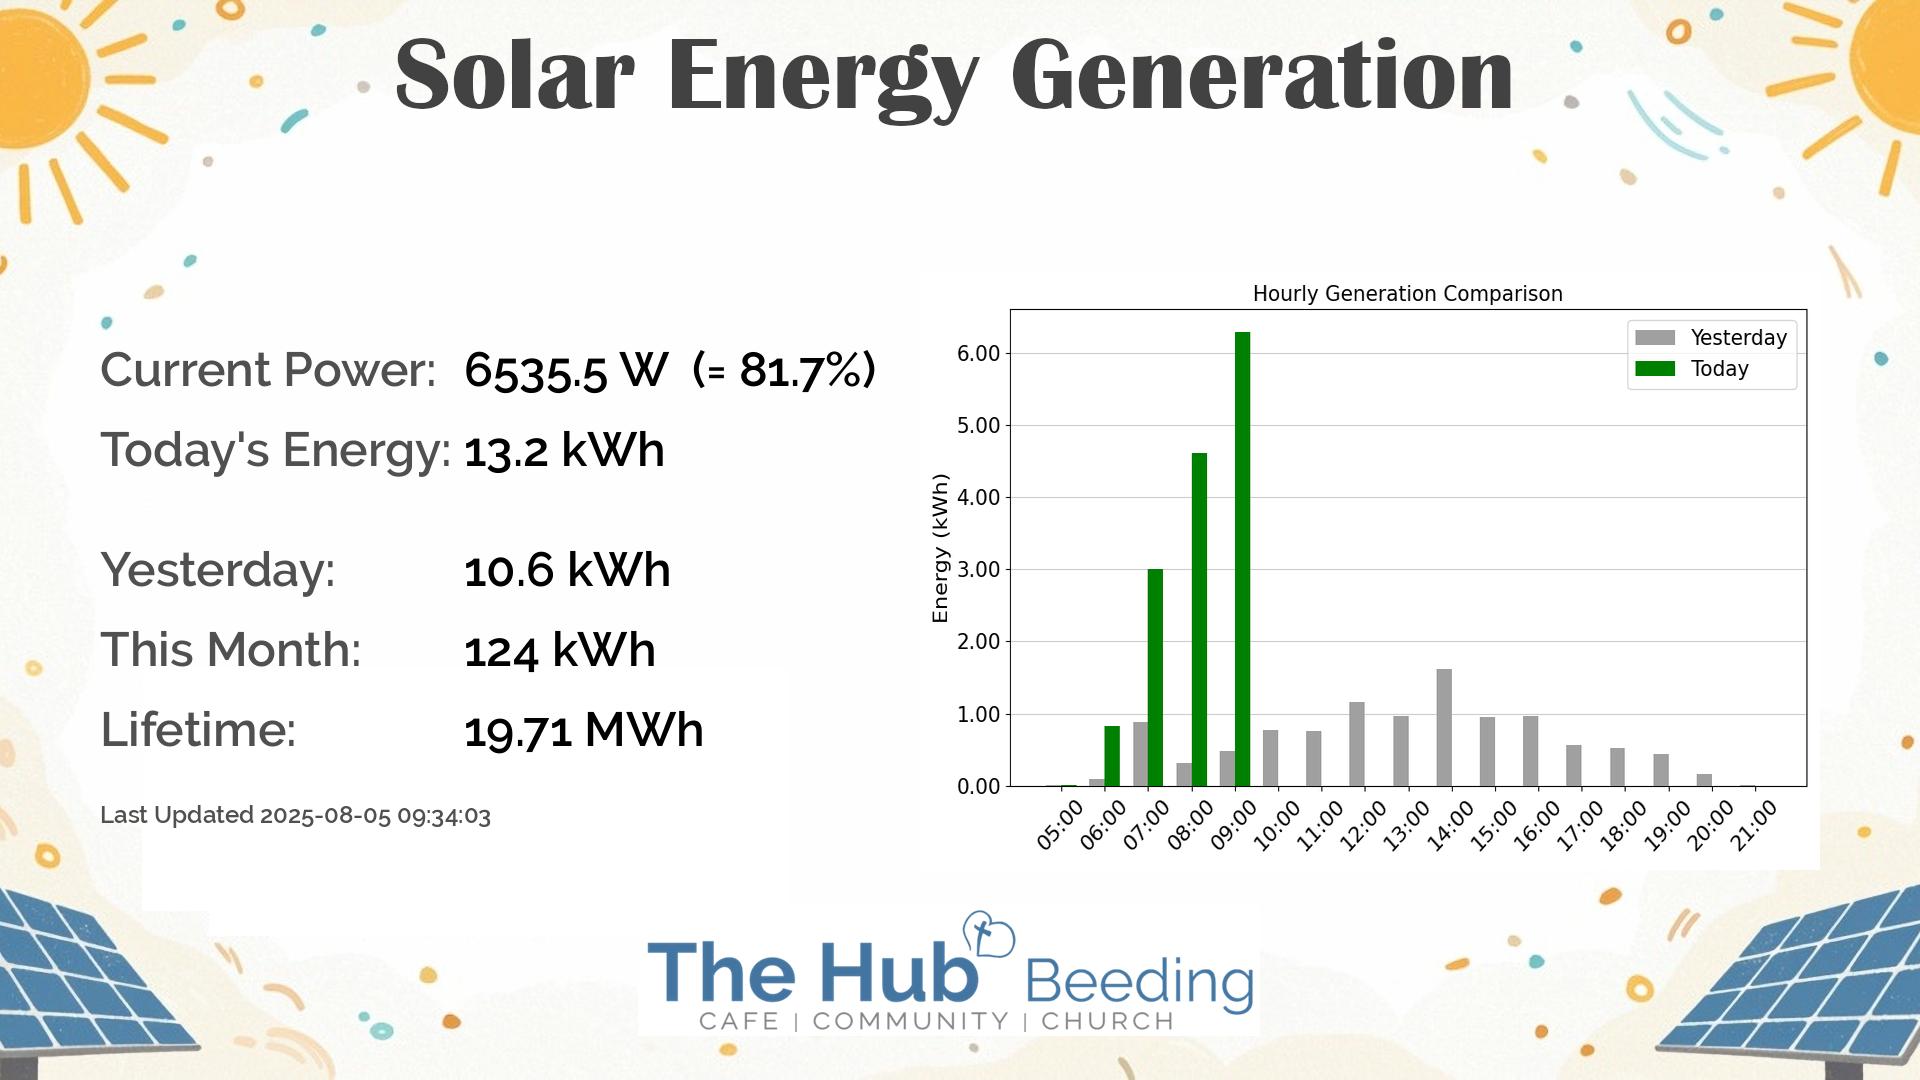 Solar Energy Generation
Current Power: 6535.5 W (= 81.7%)
Today's Energy: 13.2 kWh
Yesterday: 10.6 kWh
This Month: 124 kWh
Lifetime: 19.71 MWh
Last Updated 2025-08-05 09:34:03
Hourly Generation Comparison
Yesterday
Today
Energy (kWh)
6.00
5.00
4.00
3.00
2.00
1.00
0.00
05:00 06:00 07:00 08:00 09:00 10:00 11:00 12:00 13:00 14:00 15:00 16:00 17:00 18:00 19:00 20:00 21:00
The Hub Beeding
CAFE | COMMUNITY | CHURCH